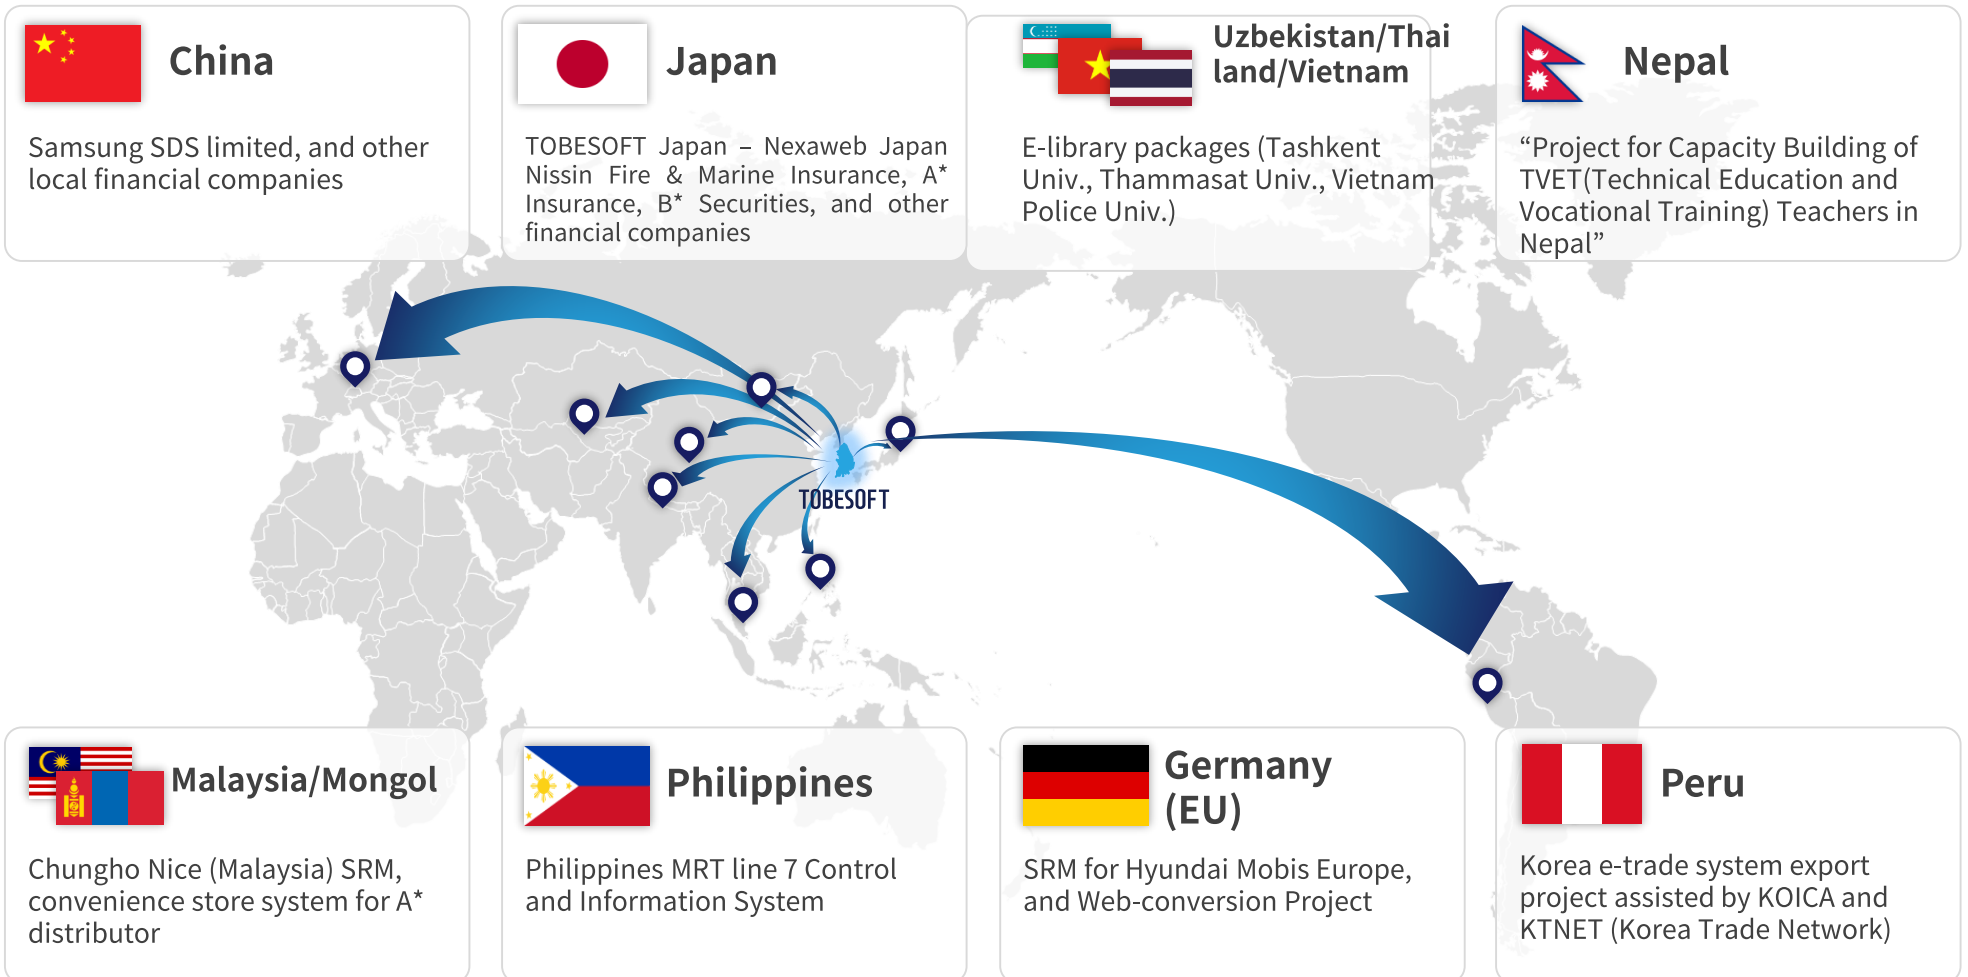 China
Samsung SDS limited, and other
local financial companies
Japan
TOBESOFT Japan – Nexaweb Japan
Nissin Fire & Marine Insurance, A*
Insurance, B* Securities, and other
financial companies
Uzbekistan/Thai
land/Vietnam
E-library packages (Tashkent
Univ., Thammasat Univ., Vietnam
Police Univ.)
Nepal
“Project for Capacity Building of
TVET(Technical Education and
Vocational Training) Teachers in
Nepal”
TOBESOFT
Malaysia/Mongol
Chungho Nice (Malaysia) SRM,
convenience store system for A*
distributor
Philippines
Philippines MRT line 7 Control
and Information System
Germany
(EU)
SRM for Hyundai Mobis Europe,
and Web-conversion Project
Peru
Korea e-trade system export
project assisted by KOICA and
KTNET (Korea Trade Network)